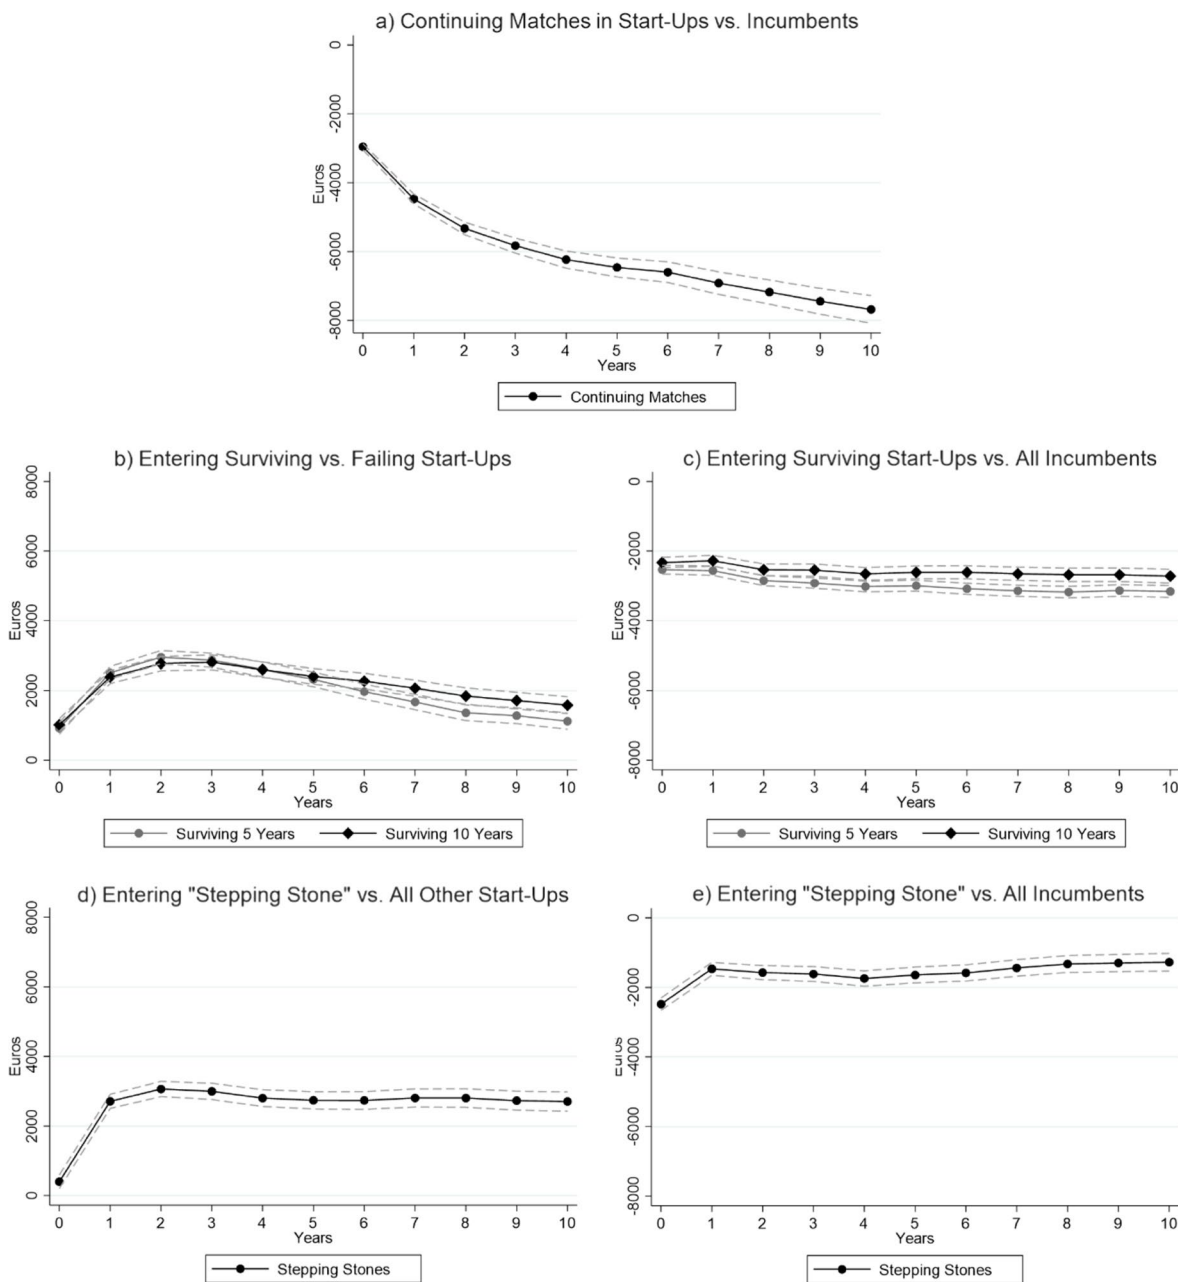 a) Continuing Matches in Start-Ups vs. Incumbents
0
-2000
-4000
-6000
-8000
Euros
0 1 2 3 4 5 6 7 8 9 10
Years
Continuing Matches
b) Entering Surviving vs. Failing Start-Ups
8000
6000
4000
2000
0
Euros
0 1 2 3 4 5 6 7 8 9 10
Years
Surviving 5 Years Surviving 10 Years
c) Entering Surviving Start-Ups vs. All Incumbents
0
-2000
-4000
-6000
-8000
Euros
0 1 2 3 4 5 6 7 8 9 10
Years
Surviving 5 Years Surviving 10 Years
d) Entering "Stepping Stone" vs. All Other Start-Ups
8000
6000
4000
2000
0
Euros
0 1 2 3 4 5 6 7 8 9 10
Years
Stepping Stones
e) Entering "Stepping Stone" vs. All Incumbents
0
-2000
-4000
-6000
-8000
Euros
0 1 2 3 4 5 6 7 8 9 10
Years
Stepping Stones